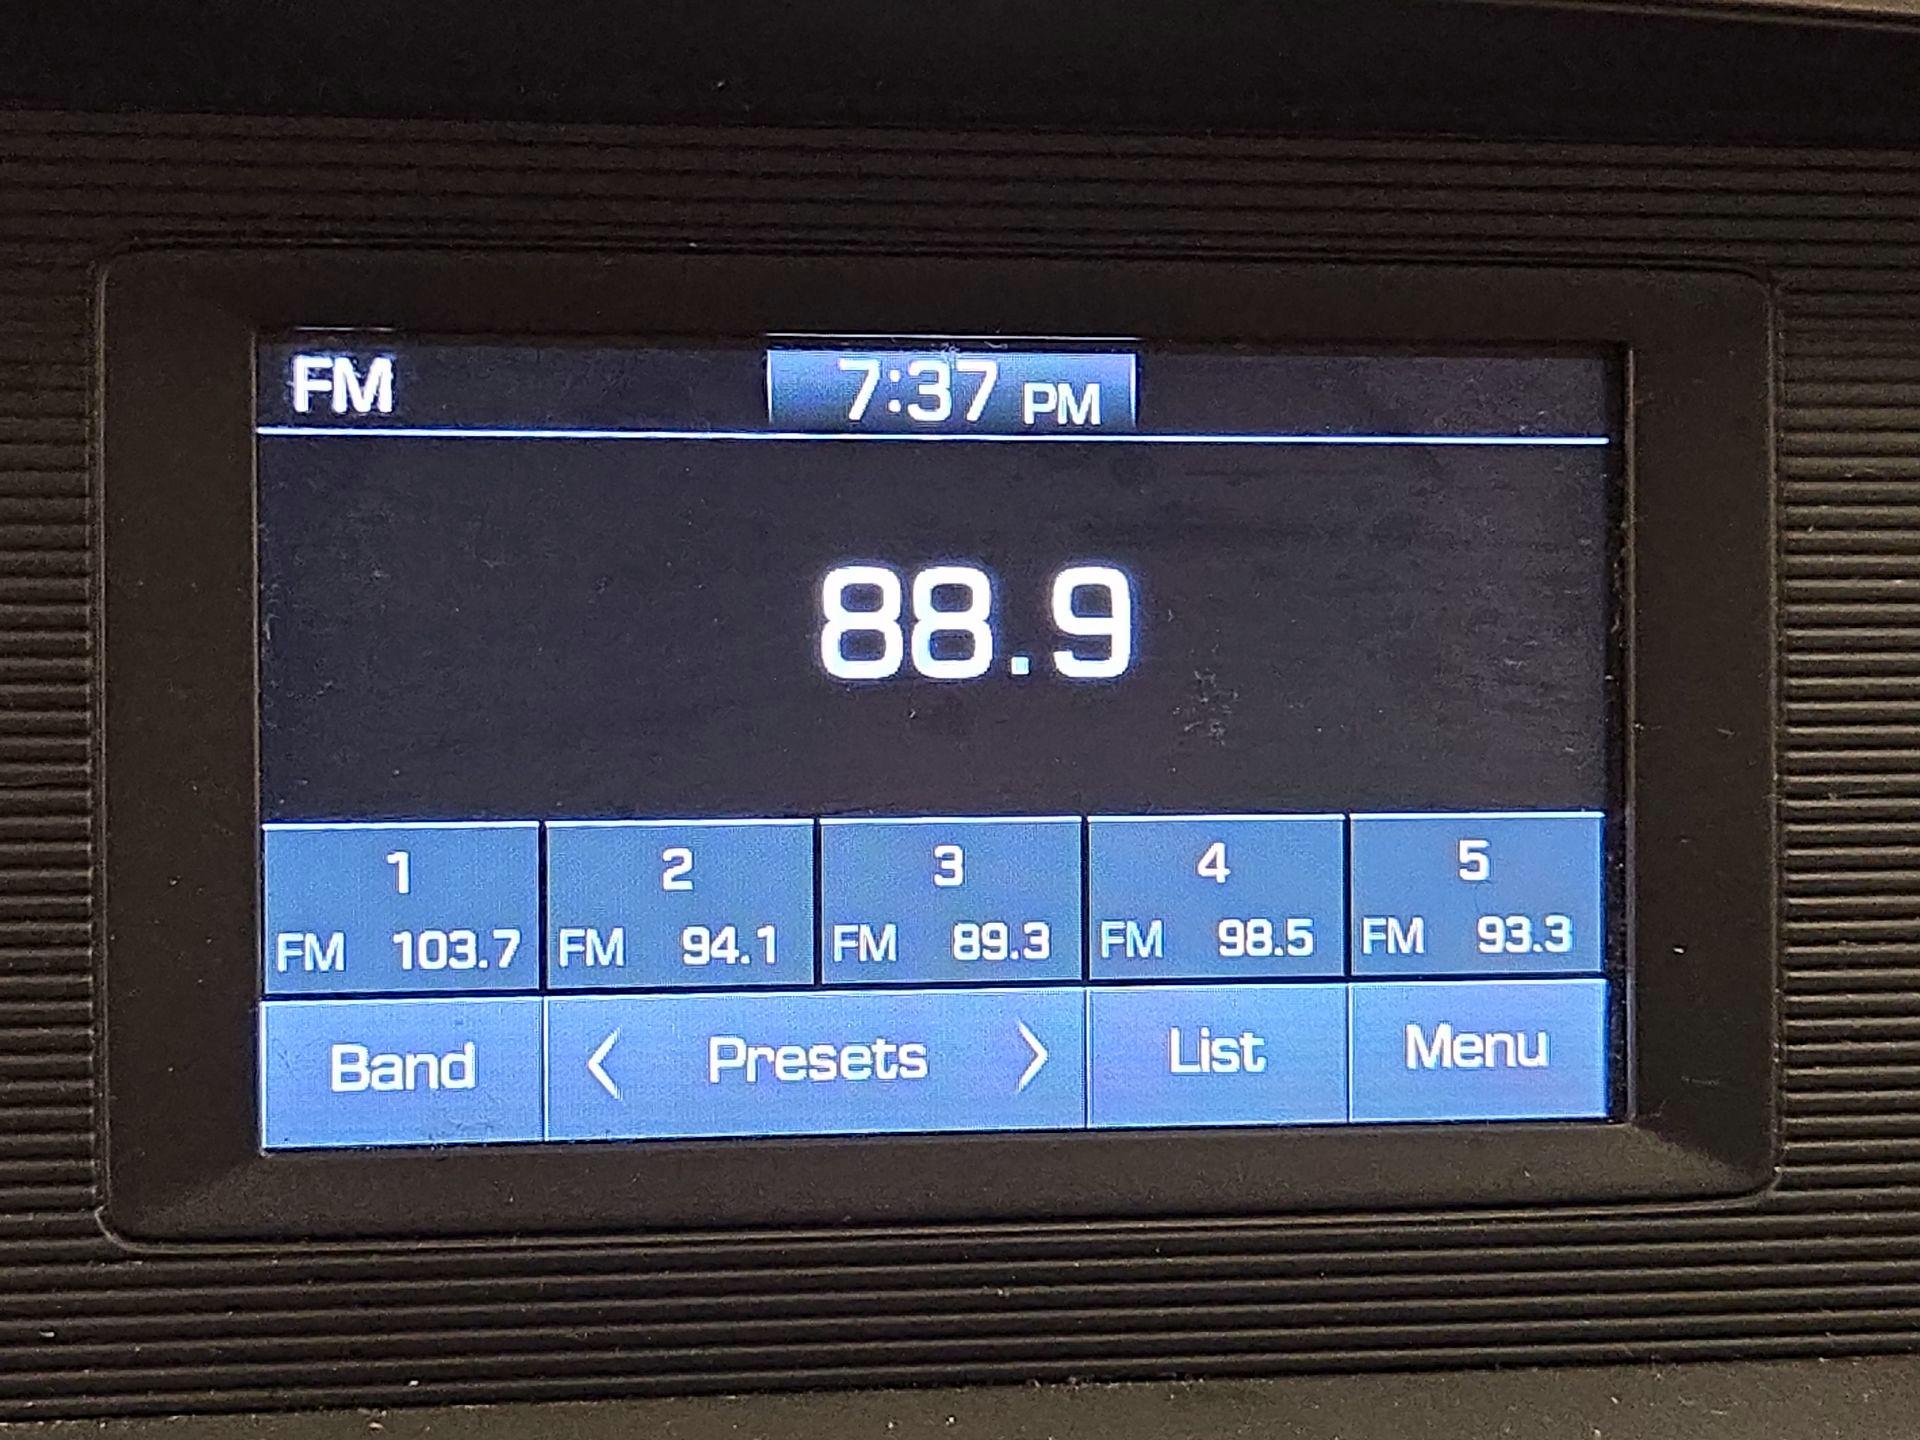 FM 7:37 PM
88.9
1 2 3 4 5
FM 103.7 FM 94.1 FM 89.3 FM 98.5 FM 93.3
Band < Presets > List Menu